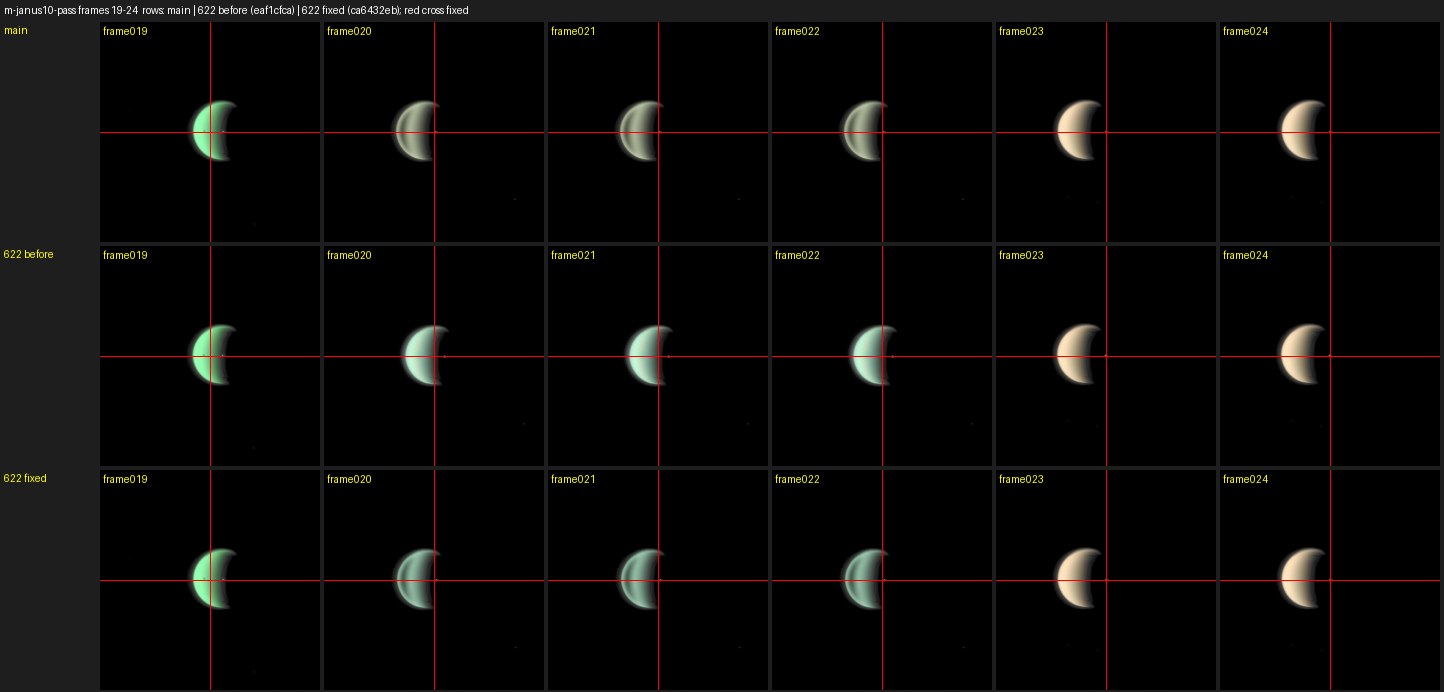 m-janus10-pass frames 19-24 rows: main | 622 before (eaf1cfca) | 622 fixed (ca6432eb); red cross fixed
main
frame019 frame020 frame021 frame022 frame023 frame024
622 before
frame019 frame020 frame021 frame022 frame023 frame024
622 fixed
frame019 frame020 frame021 frame022 frame023 frame024